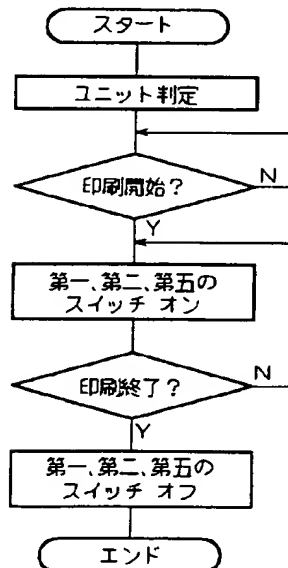 スタート
ユニット判定
印刷開始?
N
Y
第一、第二、第五の
スイッチ オン
印刷終了?
N
Y
第一、第二、第五の
スイッチ オフ
エンド